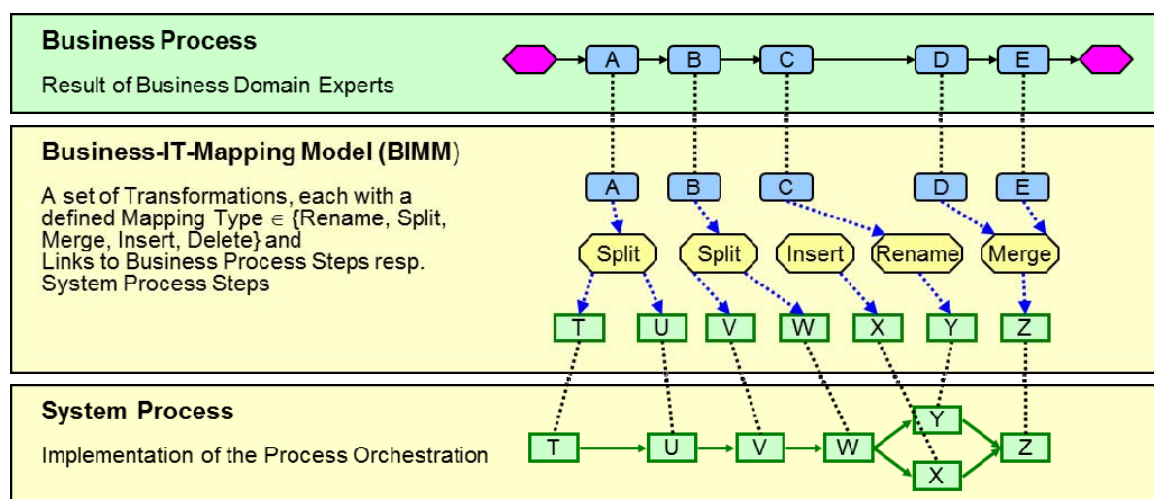 Business Process
Result of Business Domain Experts
A B C D E
Business-IT-Mapping Model (BIMM)
A set of Transformations, each with a
defined Mapping Type ∈ {Rename, Split,
Merge, Insert, Delete} and
Links to Business Process Steps resp.
System Process Steps
A B C D E
Split Split Insert Rename Merge
T U V W X Y Z
System Process
Implementation of the Process Orchestration
Y
T U V W Z
X